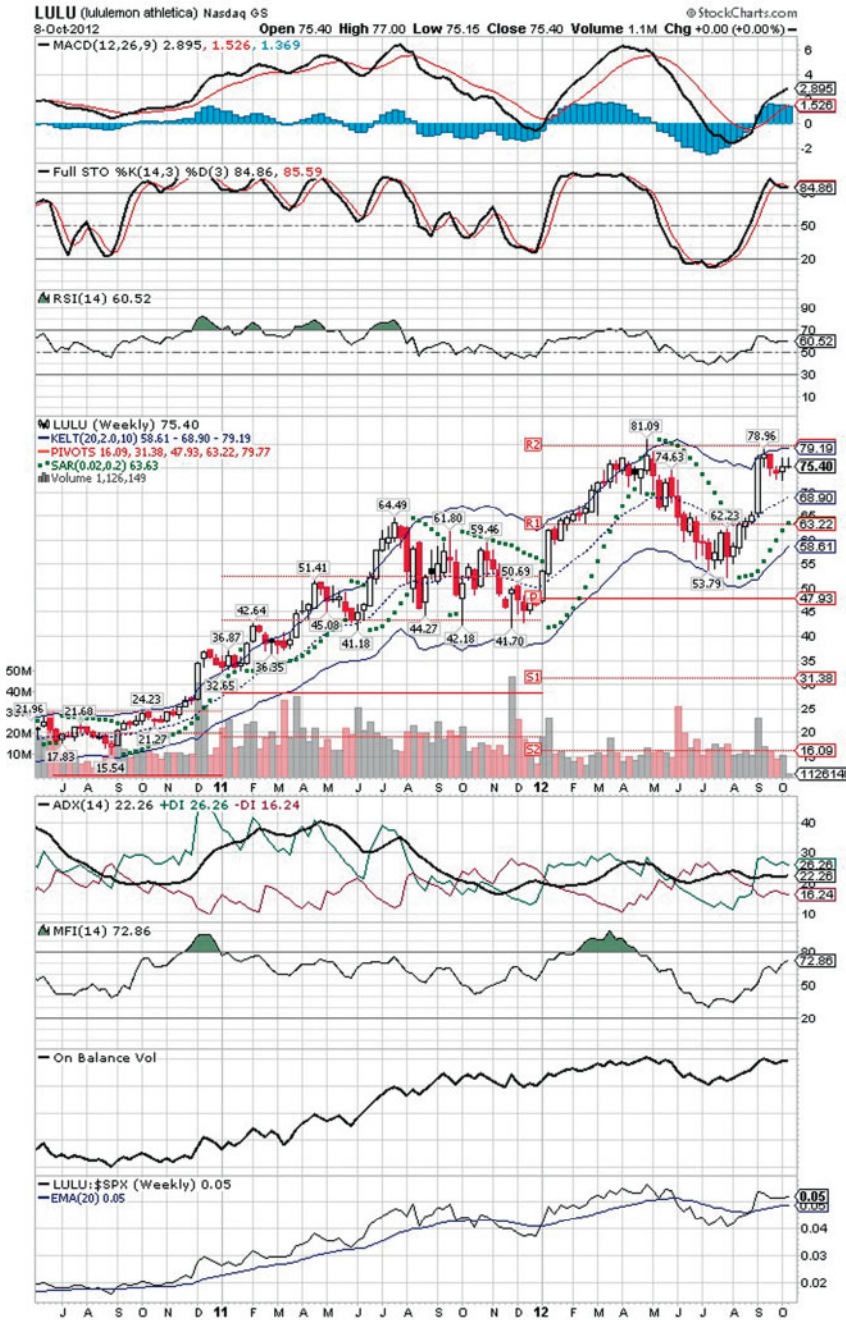 LULU (lululemon athletica) Nasdaq GS © StockCharts.com
8-Oct-2012 Open 75.40 High 77.00 Low 75.15 Close 75.40 Volume 1.1M Chg +0.00 (+0.00%)
MACD(12,26,9) 2.895, 1.526, 1.369
6
4
2.895
1.526
0
-2
Full STO %K(14,3) %D(3) 84.86, 85.59
84.86
50
20
RSI(14) 60.52
90
70
60.52
50
30
10
LULU (Weekly) 75.40
KELT(20,2.0,10) 58.61 - 68.90 - 79.19
PIVOTS 16.09, 31.38, 47.93, 63.22, 79.77
SAR(0.02,0.2) 63.63
Volume 1,126,149
R2
81.09
78.96
79.19
75.40
74.63
68.90
64.49
61.80
59.46
R1
62.23
63.22
58.61
55
53.79
51.41
50.69
50
P
47.93
45
42.64
45.08
41.18
44.27
42.18
41.70
40
36.87
36.35
35
32.65
S1
31.38
50M
40M
30M
20M
10M
21.96
21.68
24.23
25
20
17.83
15.54
21.27
S2
16.09
1126149
J A S O N D 11 F M A M J J A S O N D 12 F M A M J J A S O
ADX(14) 22.26 +DI 26.26 -DI 16.24
40
30
26.26
22.26
16.24
10
MFI(14) 72.86
80
72.86
50
20
On Balance Vol
LULU:$SPX (Weekly) 0.05
EMA(20) 0.05
0.05
0.05
0.04
0.03
0.02
J A S O N D 11 F M A M J J A S O N D 12 F M A M J J A S O